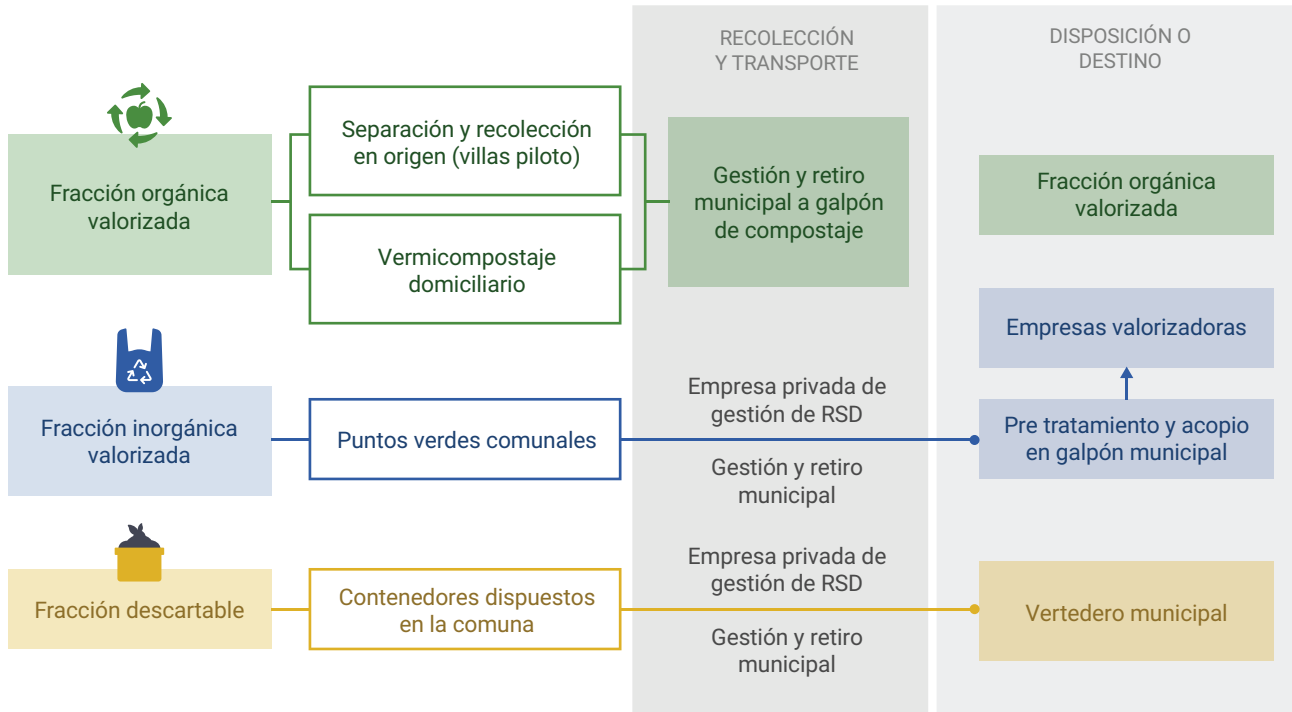 RECOLECCIÓN
Y TRANSPORTE
DISPOSICIÓN O
DESTINO
Fracción orgánica
valorizada
Separación y recolección
en origen (villas piloto)
Vermicompostaje
domiciliario
Gestión y retiro
municipal a galpón
de compostaje
Fracción orgánica
valorizada
Fracción inorgánica
valorizada
Puntos verdes comunales
Empresa privada de
gestión de RSD
Gestión y retiro
municipal
Empresas valorizadoras
Pre tratamiento y acopio
en galpón municipal
Fracción descartable
Contenedores dispuestos
en la comuna
Empresa privada de
gestión de RSD
Gestión y retiro
municipal
Vertedero municipal